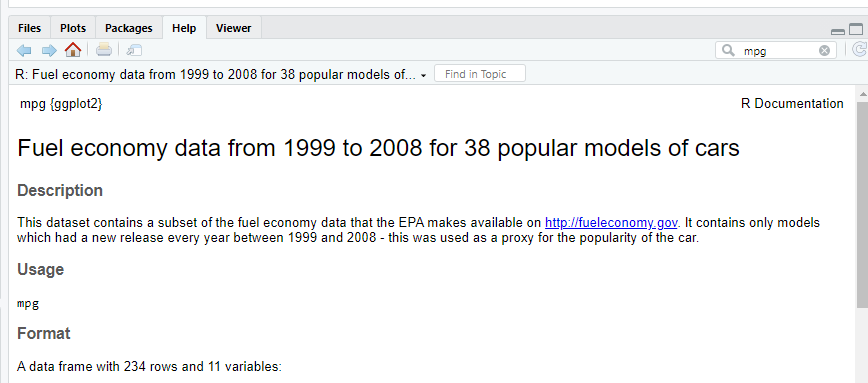 Files Plots Packages Help Viewer
mpg
R: Fuel economy data from 1999 to 2008 for 38 popular models of... Find in Topic
mpg {ggplot2} R Documentation
Fuel economy data from 1999 to 2008 for 38 popular models of cars
Description
This dataset contains a subset of the fuel economy data that the EPA makes available on http://fueleconomy.gov. It contains only models
which had a new release every year between 1999 and 2008 - this was used as a proxy for the popularity of the car.
Usage
mpg
Format
A data frame with 234 rows and 11 variables: